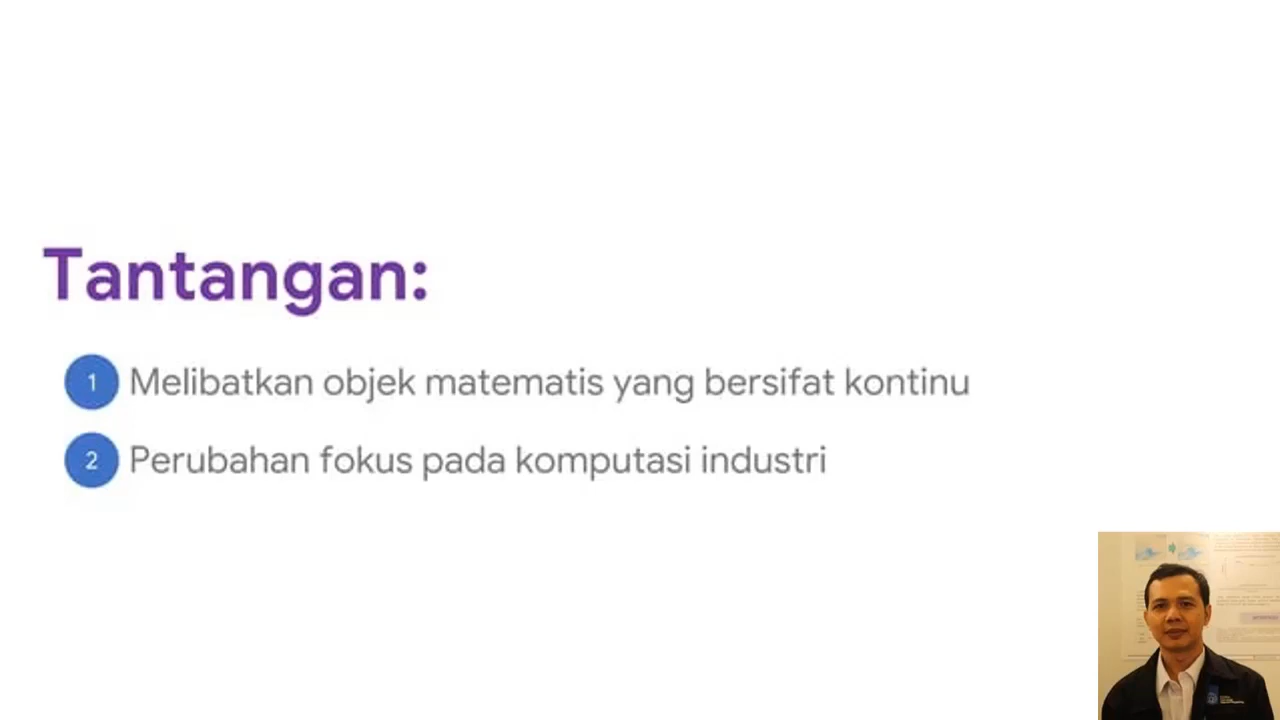 Tantangan:
1 Melibatkan objek matematis yang bersifat kontinu
2 Perubahan fokus pada komputasi industri